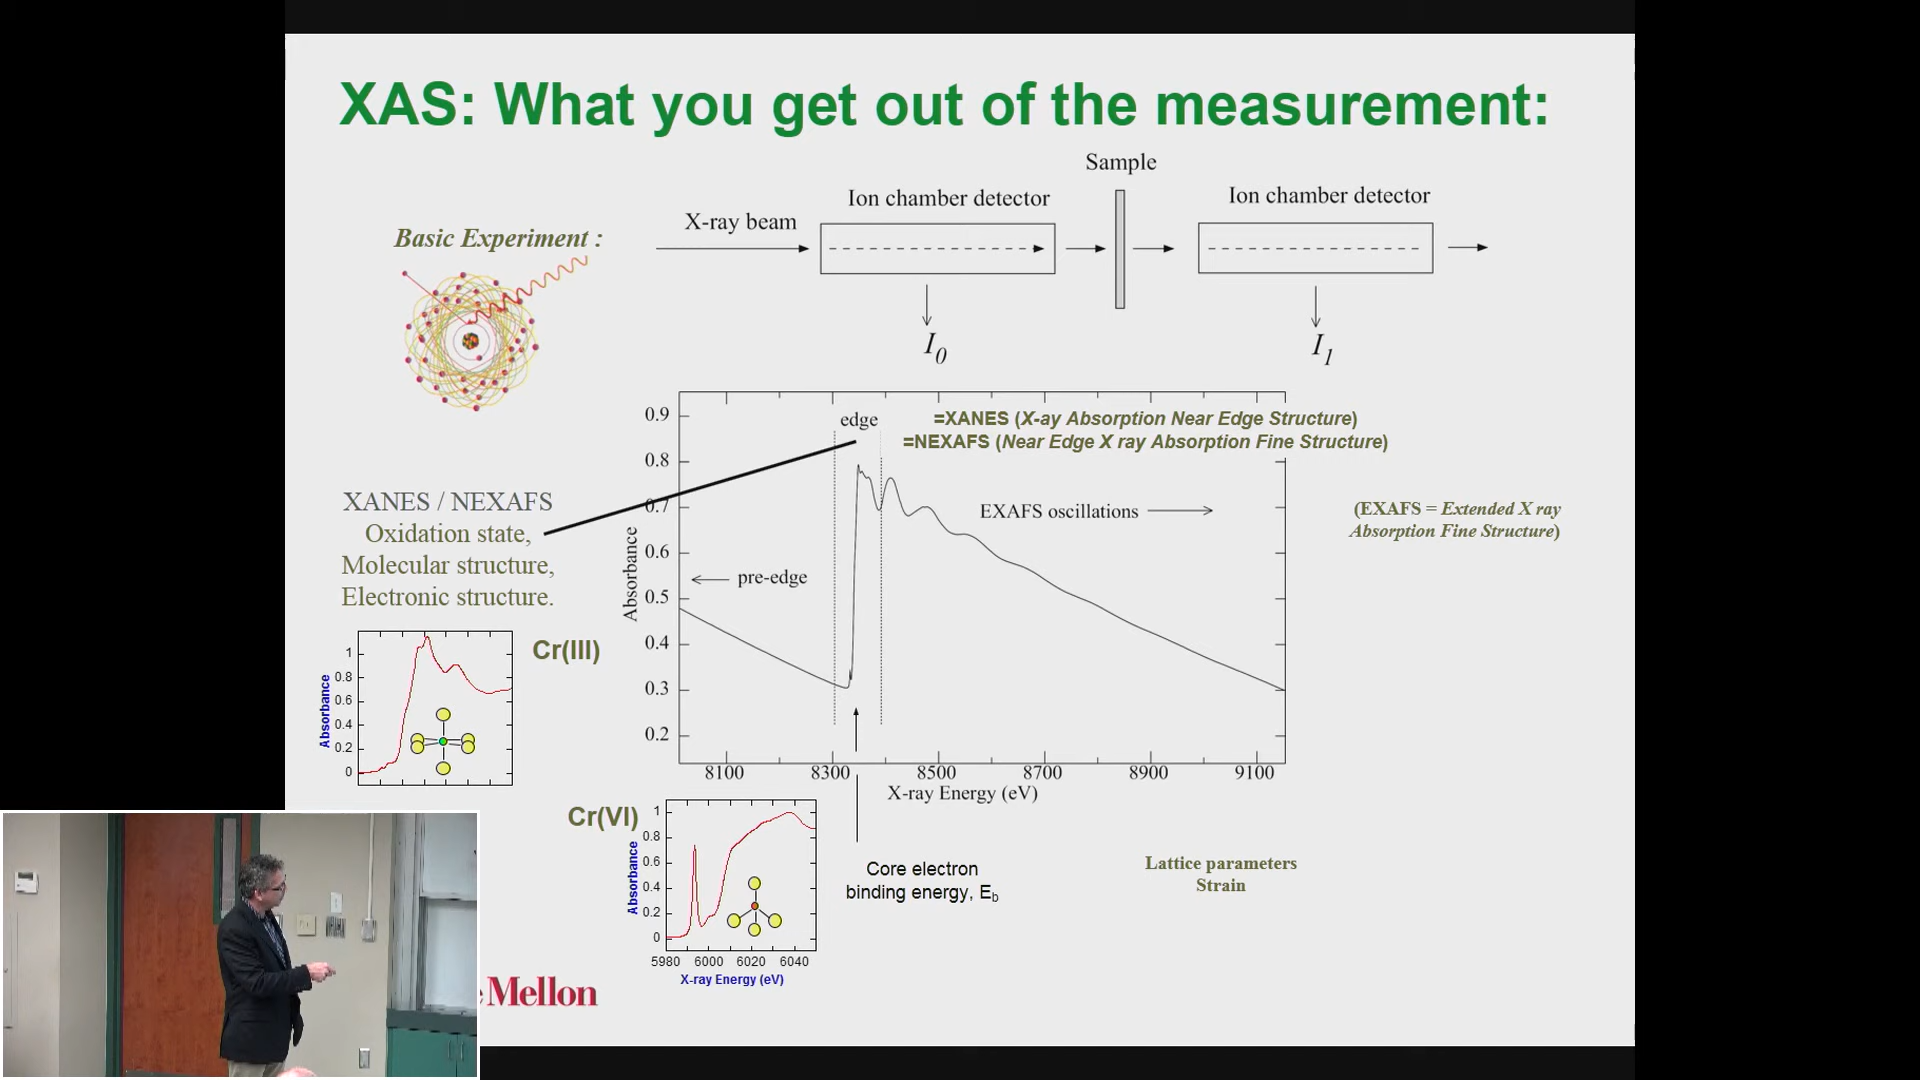 XAS: What you get out of the measurement:
Sample
Ion chamber detector
Ion chamber detector
X-ray beam
Basic Experiment :
I0
I1
0.9
0.8
0.7
0.6
0.5
0.4
0.3
0.2
Absorbance
edge
=XANES (X-ay Absorption Near Edge Structure)
=NEXAFS (Near Edge X ray Absorption Fine Structure)
EXAFS oscillations
pre-edge
8100 8300 8500 8700 8900 9100
X-ray Energy (eV)
(EXAFS = Extended X ray
Absorption Fine Structure)
XANES / NEXAFS
Oxidation state,
Molecular structure,
Electronic structure.
Cr(III)
1
0.8
0.6
0.4
0.2
0
Absorbance
Cr(VI)
1
0.8
0.6
0.4
0.2
0
Absorbance
5980 6000 6020 6040
X-ray Energy (eV)
Core electron
binding energy, Eb
Lattice parameters
Strain
Mellon